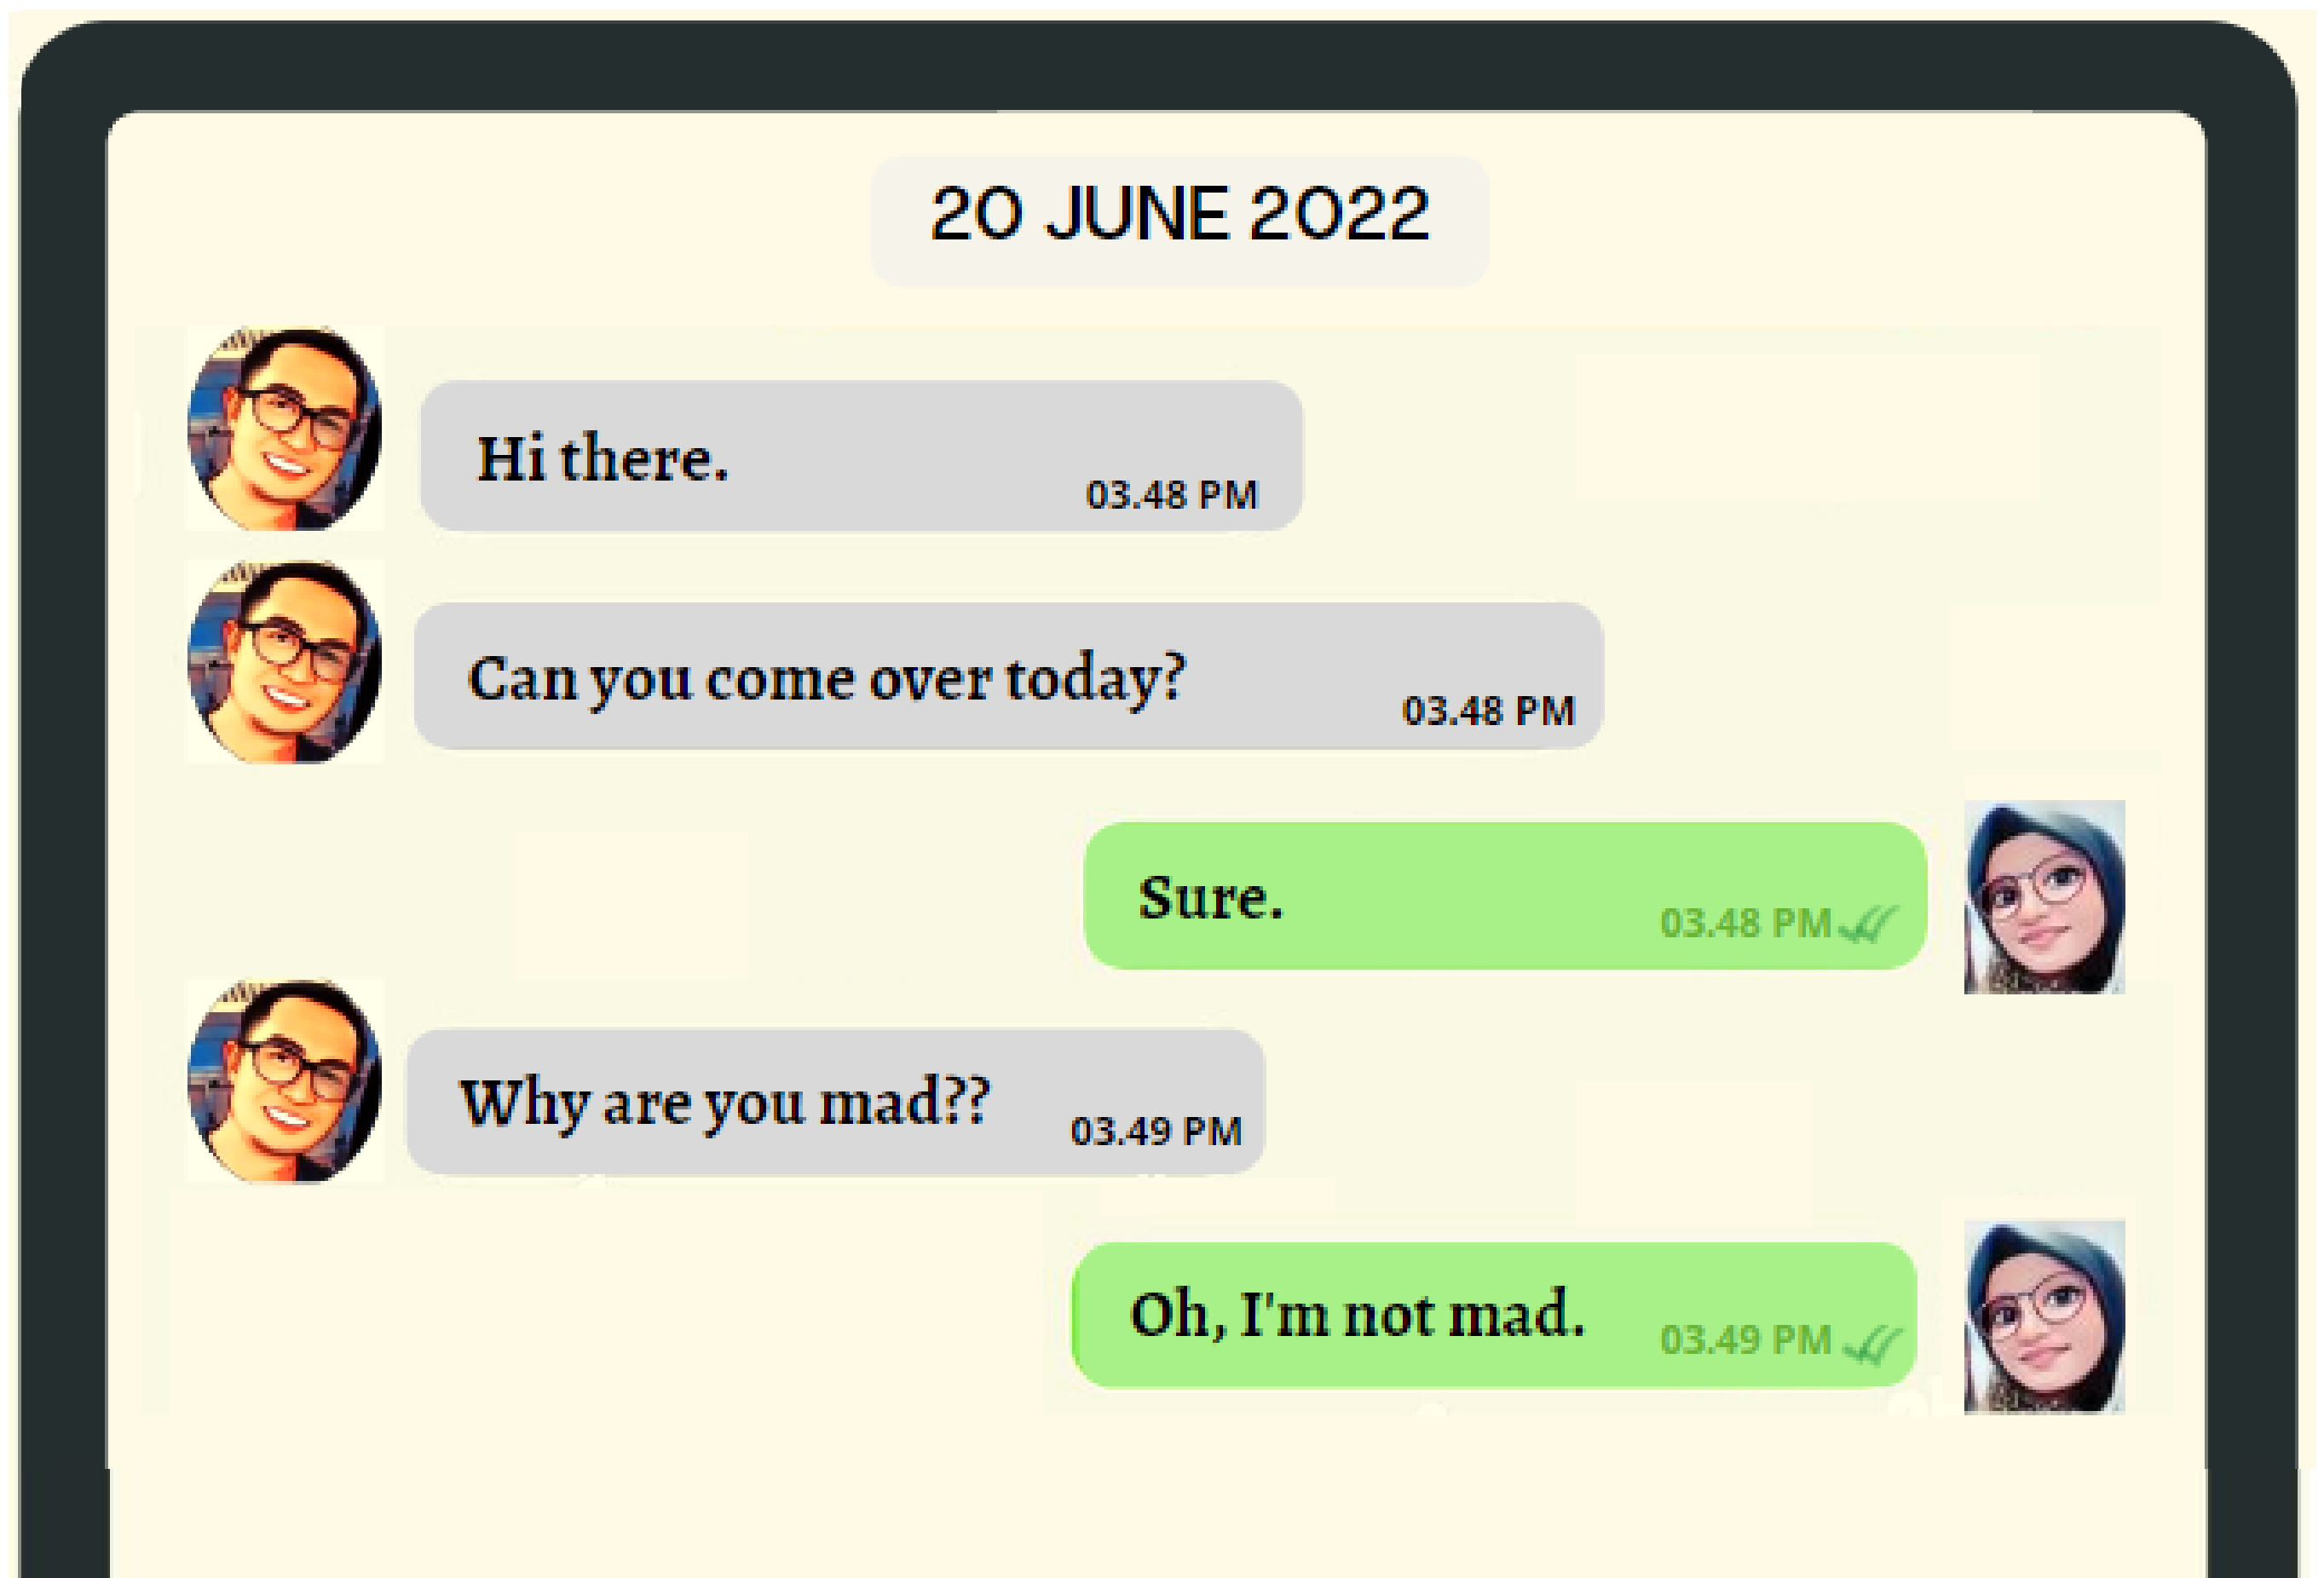 20 JUNE 2022
Hi there.
03.48 PM
Can you come over today?
03.48 PM
Sure.
03.48 PM
Why are you mad??
03.49 PM
Oh, I'm not mad.
03.49 PM